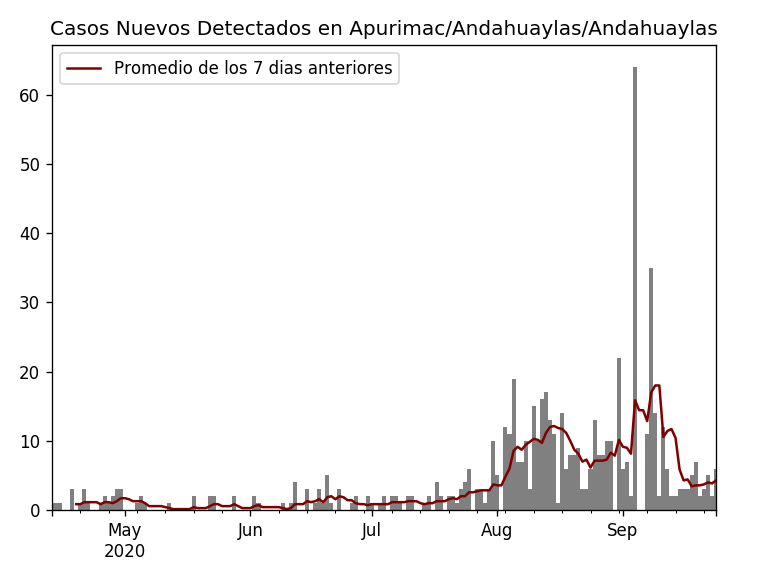 Casos Nuevos Detectados en Apurimac/Andahuaylas/Andahuaylas
Promedio de los 7 dias anteriores
60
50
40
30
20
10
0
May Jun Jul Aug Sep
2020